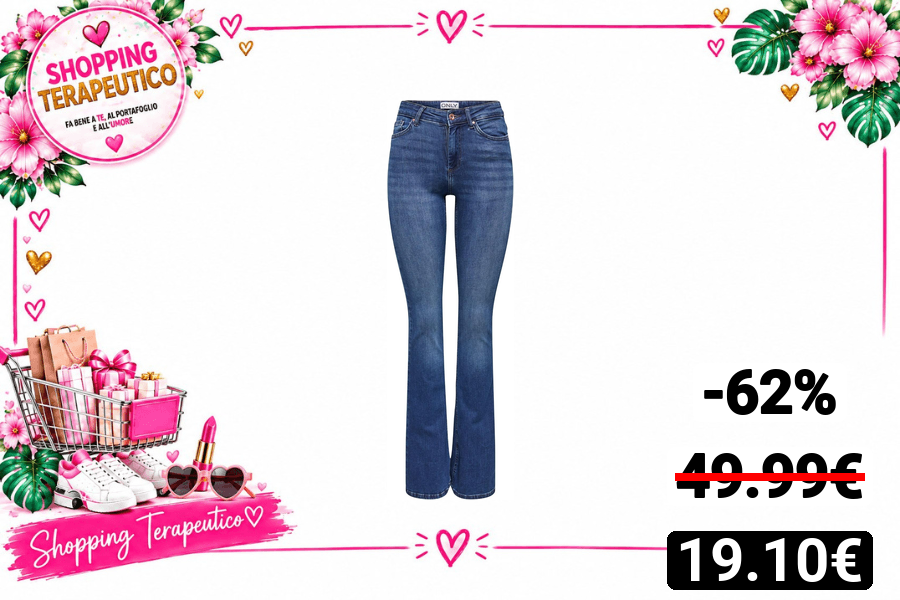 SHOPPING
TERAPEUTICO
FA BENE A TE, AL PORTAFOGLIO
E ALL'UMORE
ONLY
-62%
49.99€
19.10€
Shopping Terapeutico